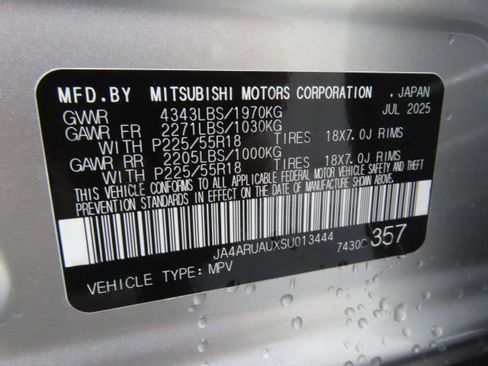 MFD.BY MITSUBISHI MOTORS CORPORATION . JAPAN
GVWR 4343LBS/1970KG JUL 2025
GAWR FR 2271LBS/1030KG
WITH P225/55R18 TIRES 18X7.0J RIMS
GAWR RR 2205LBS/1000KG
WITH P225/55R18 TIRES 18X7.0J RIMS
THIS VEHICLE CONFORMS TO ALL APPLICABLE FEDERAL MOTOR VEHICLE SAFETY AND THEFT
PREVENTION STANDARDS IN EFFECT ON THE DATE OF MANUFACTURE SHOWN ABOVE.
JA4ARUAUXSU013444 7430C 357
VEHICLE TYPE: MPV